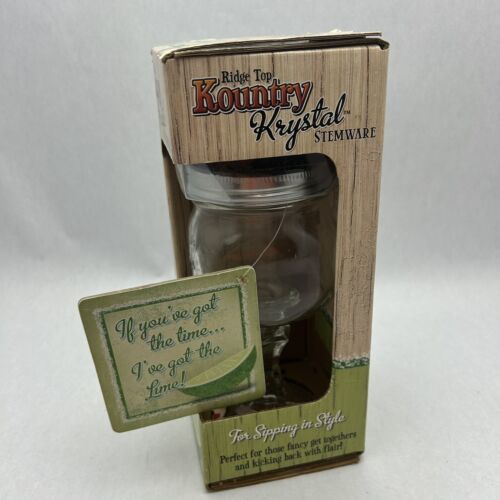 Ridge Top
Kountry
Krystal™
STEMWARE
If you've got
the time...
I've got the
Lime!
For Sipping in Style
Perfect for those fancy get togethers
and kicking back with flair!